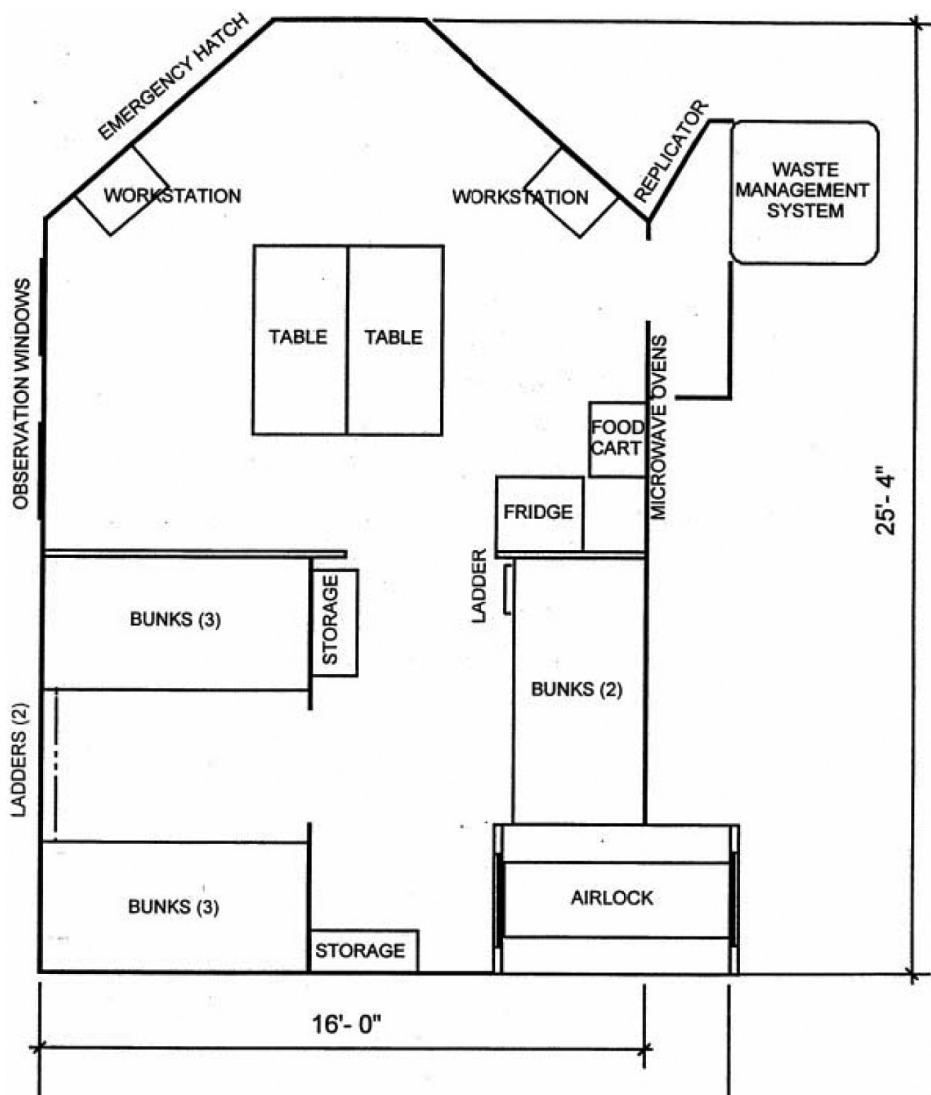 EMERGENCY HATCH
REPLICATOR
WASTE
MANAGEMENT
SYSTEM
WORKSTATION
WORKSTATION
OBSERVATION WINDOWS
TABLE
TABLE
MICROWAVE OVENS
FOOD
CART
FRIDGE
25'- 4"
LADDER
STORAGE
BUNKS (3)
BUNKS (2)
LADDERS (2)
BUNKS (3)
AIRLOCK
STORAGE
16'- 0"